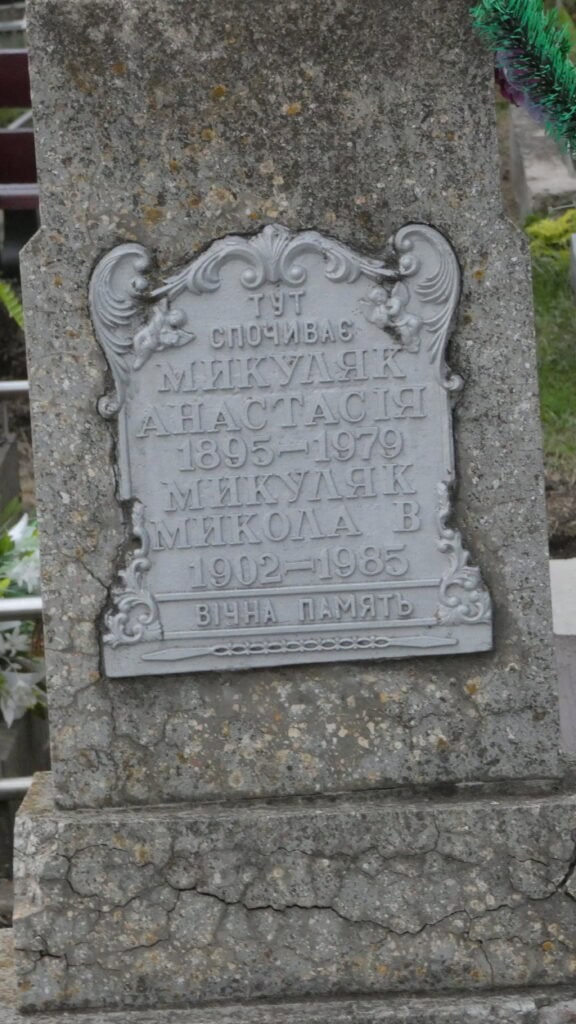 ТУТ
СПОЧИВАЄ
МИКУЛЯК
АНАСТАСІЯ
1895—1979
МИКУЛЯК
МИКОЛА В
1902—1985
ВІЧНА ПАМЯТЬ